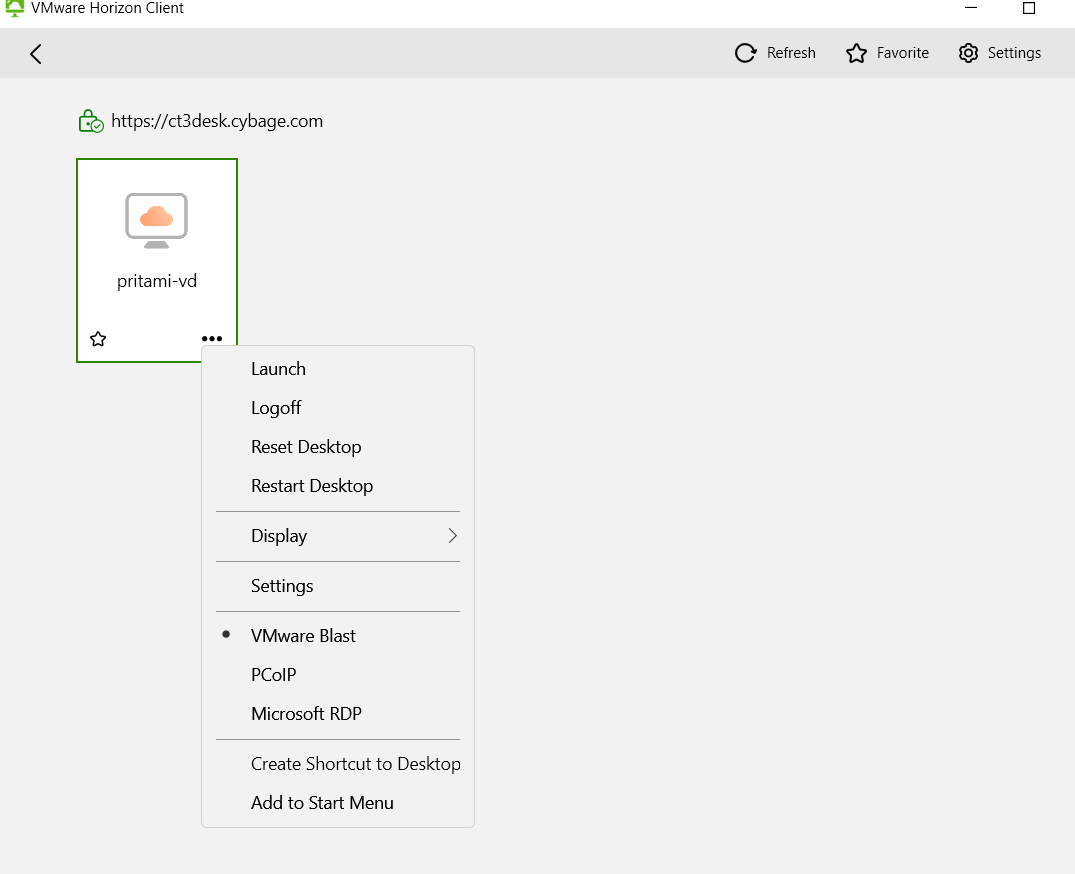 VMware Horizon Client
Refresh
Favorite
Settings
https://ct3desk.cybage.com
pritami-vd
Launch
Logoff
Reset Desktop
Restart Desktop
Display
Settings
VMware Blast
PCoIP
Microsoft RDP
Create Shortcut to Desktop
Add to Start Menu